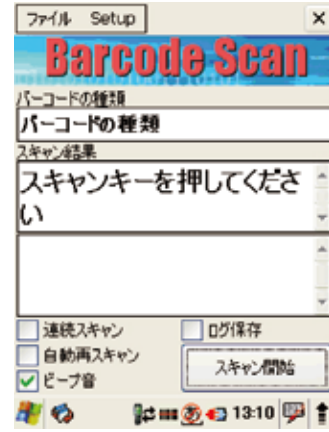 ファイル Setup
Barcode Scan
バーコードの種類
バーコードの種類
スキャン結果
スキャンキーを押してくださ
い
連続スキャン
ログ保存
自動再スキャン
スキャン開始
ビープ音
13:10